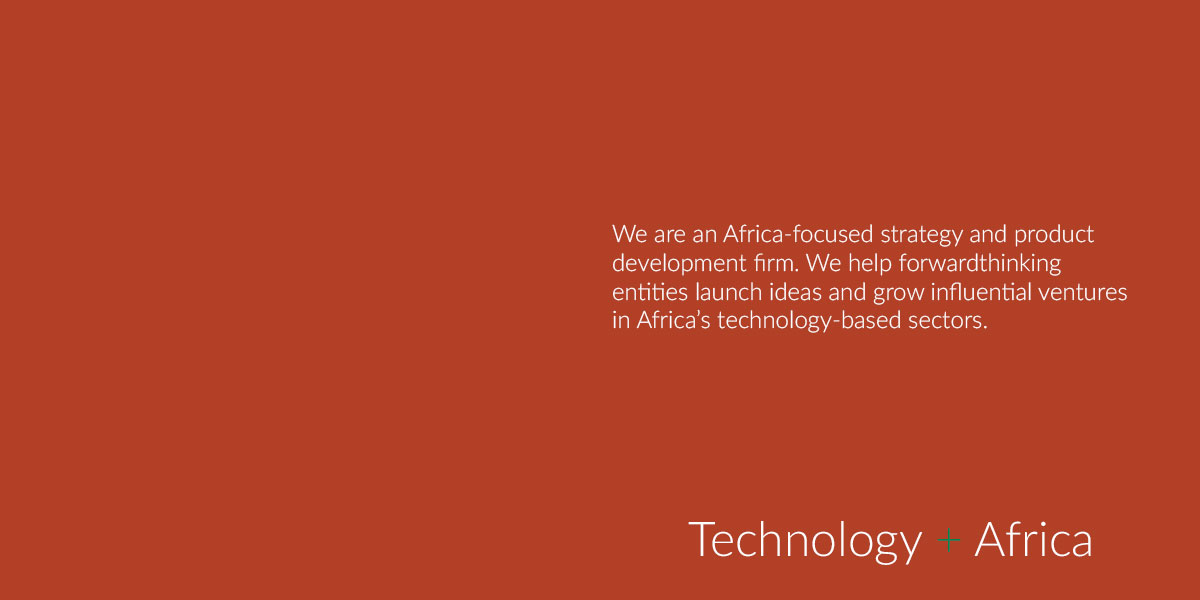 We are an Africa-focused strategy and product
development firm. We help forwardthinking
entities launch ideas and grow influential ventures
in Africa’s technology-based sectors.
Technology + Africa